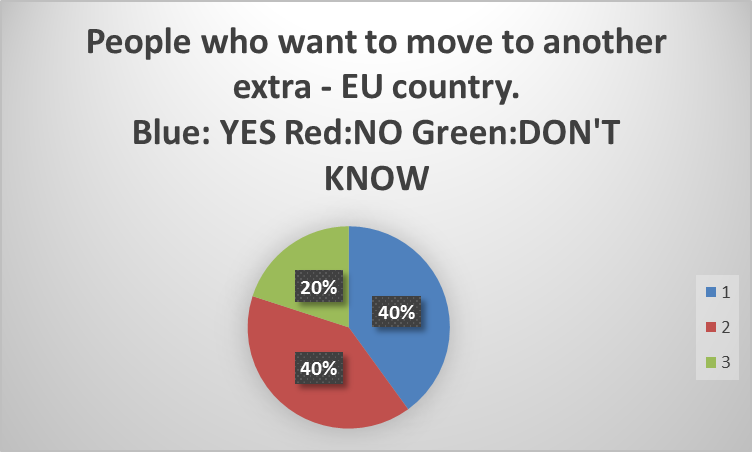 People who want to move to another
extra - EU country.
Blue: YES Red:NO Green:DON'T
KNOW
20%
40%
40%
1
2
3